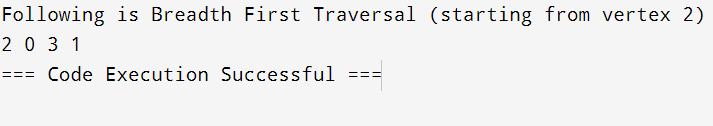 Following is Breadth First Traversal (starting from vertex 2)
2 0 3 1
=== Code Execution Successful ===